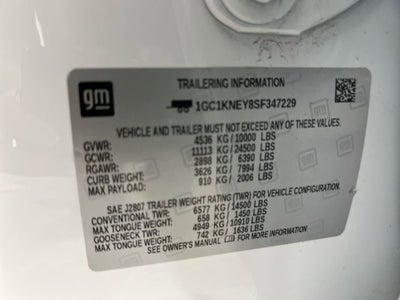 gm
TRAILERING INFORMATION
1GC1KNEY8SF347229
VEHICLE AND TRAILER MUST NOT EXCEED ANY OF THESE VALUES.
GVWR: 4536 KG / 10000 LBS
GCWR: 11113 KG / 24500 LBS
RGAWR: 2898 KG / 6390 LBS
CURB WEIGHT: 3626 KG / 7994 LBS
MAX PAYLOAD: 910 KG / 2006 LBS
SAE J2807 TRAILER WEIGHT RATING (TWR) FOR VEHICLE CONFIGURATION.
CONVENTIONAL TWR: 6577 KG / 14500 LBS
MAX TONGUE WEIGHT: 658 KG / 1450 LBS
GOOSENECK TWR: 4949 KG / 10910 LBS
MAX TONGUE WEIGHT: 742 KG / 1636 LBS
SEE OWNER'S MANUAL FOR MORE INFORMATION.